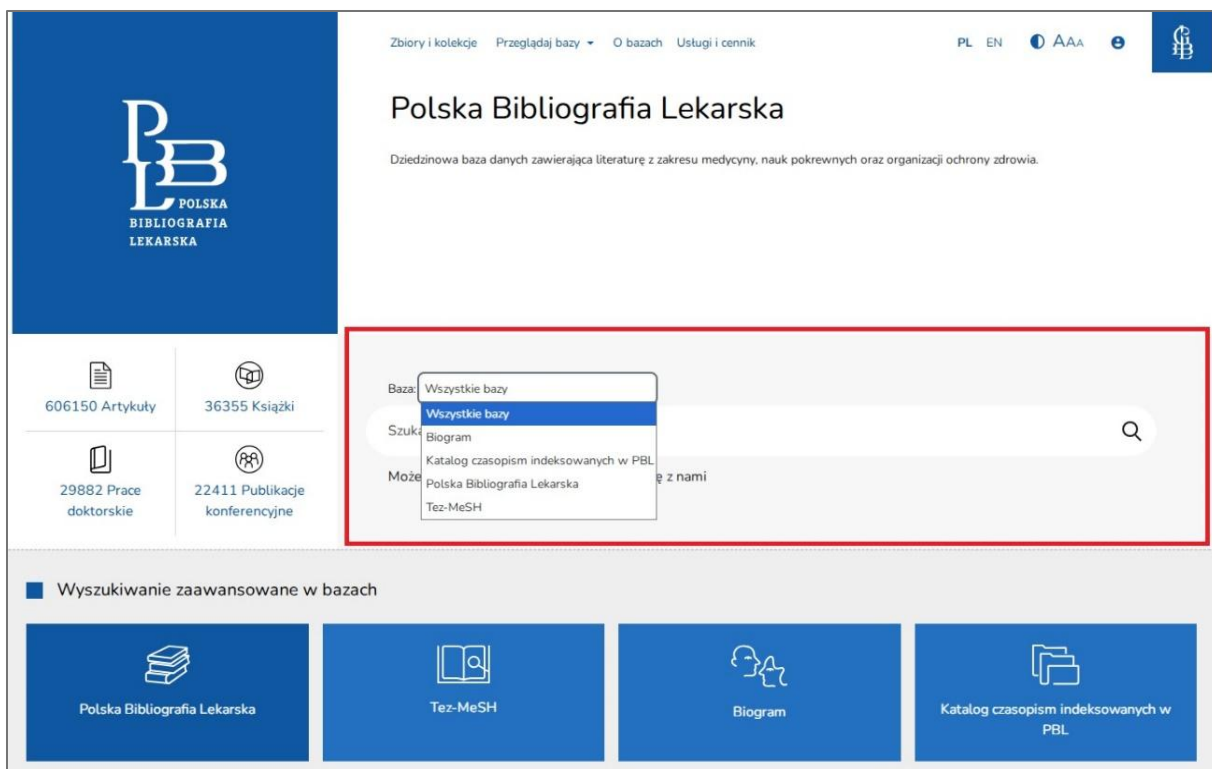 Zbiory i kolekcje Przeglądaj bazy O bazach Usługi i cennik PL EN AAA
Polska Bibliografia Lekarska
Dziedzinowa baza danych zawierająca literaturę z zakresu medycyny, nauk pokrewnych oraz organizacji ochrony zdrowia.
PBL
POLSKA
BIBLIOGRAFIA
LEKARSKA
606150 Artykuły
36355 Książki
29882 Prace
doktorskie
22411 Publikacje
konferencyjne
Baza: Wszystkie bazy
Wszystkie bazy
Biogram
Katalog czasopism indeksowanych w PBL
Polska Bibliografia Lekarska
Tez-MeSH
Szuka
Może
ę z nami
Wyszukiwanie zaawansowane w bazach
Polska Bibliografia Lekarska
Tez-MeSH
Biogram
Katalog czasopism indeksowanych w
PBL